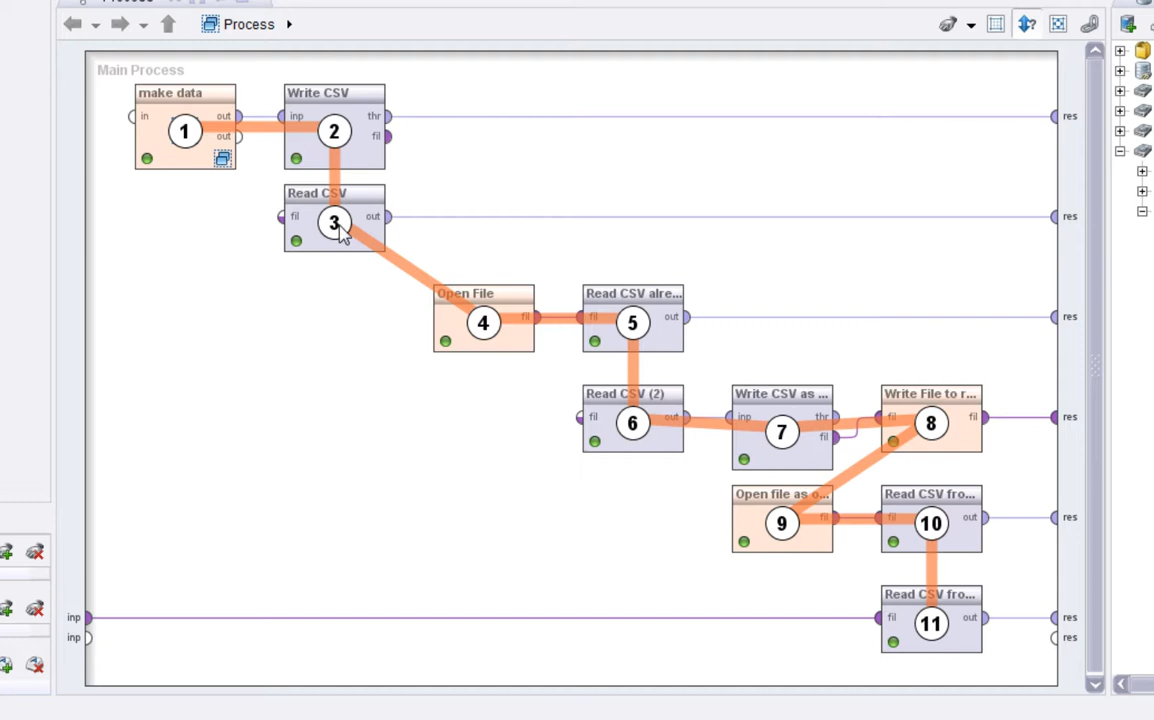 Process
Main Process
make data
in
out
out
1
Write CSV
inp
thr
fil
2
res
Read CSV
fil
out
3
res
Open File
fil
4
Read CSV alre...
fil
out
5
res
Read CSV (2)
fil
out
6
Write CSV as ...
inp
thr
fil
7
Write File to r...
fil
fil
8
res
Open file as o...
fil
9
Read CSV fro...
fil
out
10
res
inp
inp
Read CSV fro...
fil
out
11
res
res